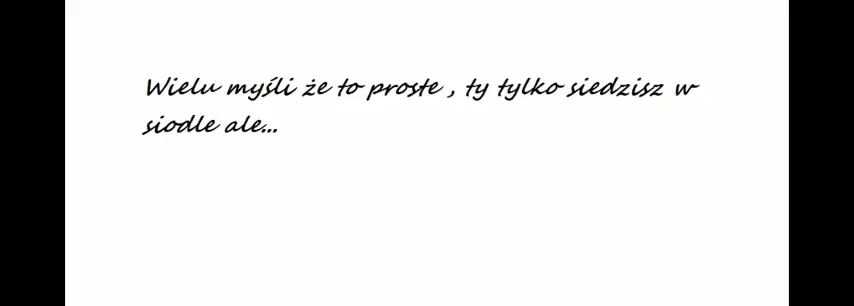 Wielu myśli że to proste , ty tylko siedzisz w
siodle ale...